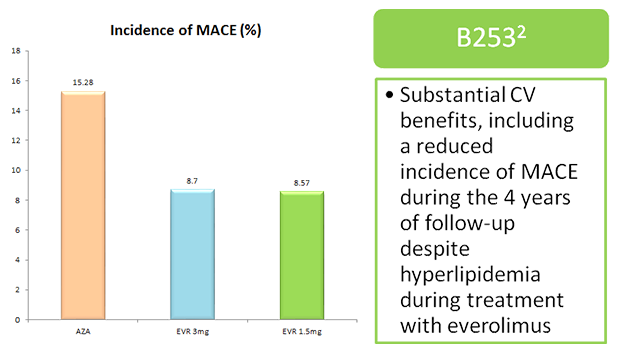 Incidence of MACE (%)
18
16
14
12
10
8
6
4
2
0
15.28
8.7
8.57
AZA
EVR 3mg
EVR 1.5mg
B253²
• Substantial CV
benefits, including
a reduced
incidence of MACE
during the 4 years
of follow-up
despite
hyperlipidemia
during treatment
with everolimus